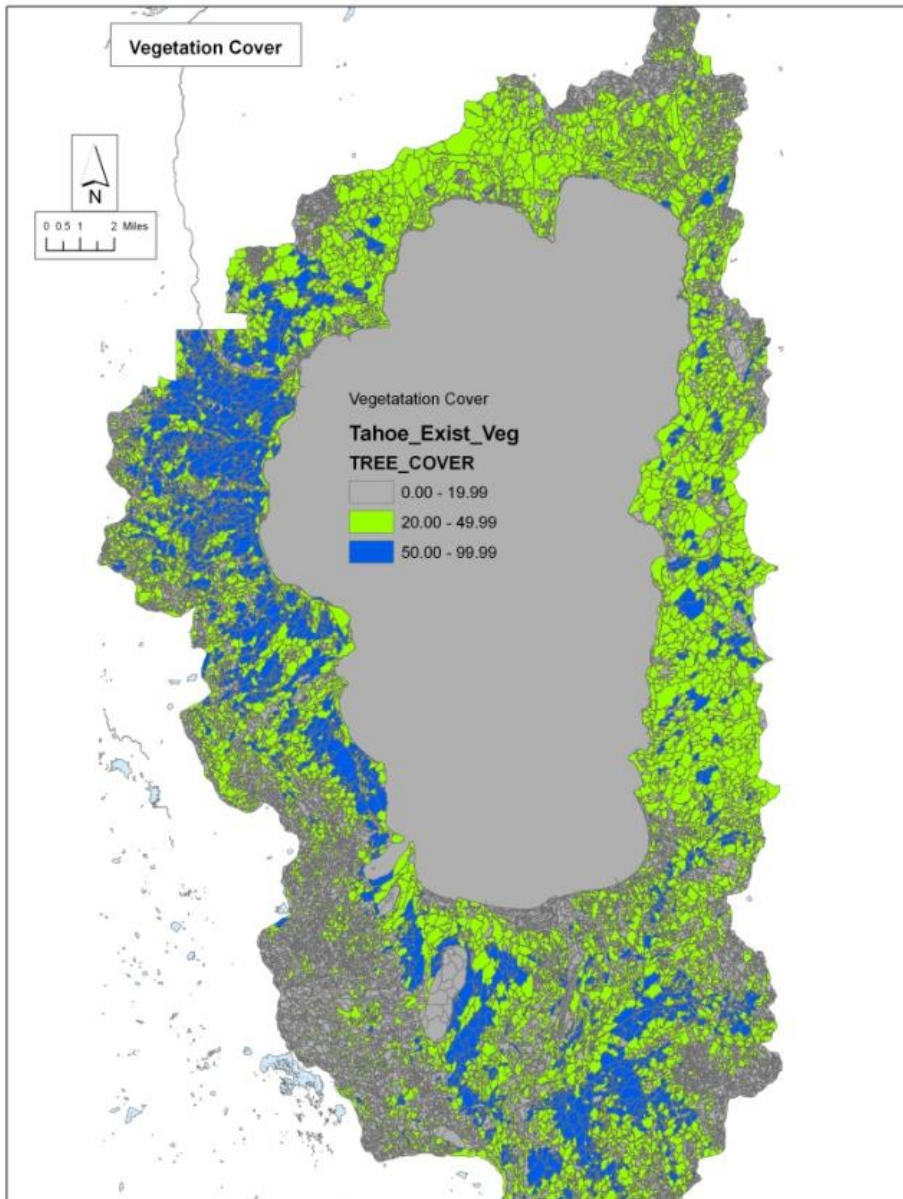 Vegetation Cover
N
0 0.5 1 2 Miles
Vegetatation Cover
Tahoe_Exist_Veg
TREE_COVER
0.00 - 19.99
20.00 - 49.99
50.00 - 99.99